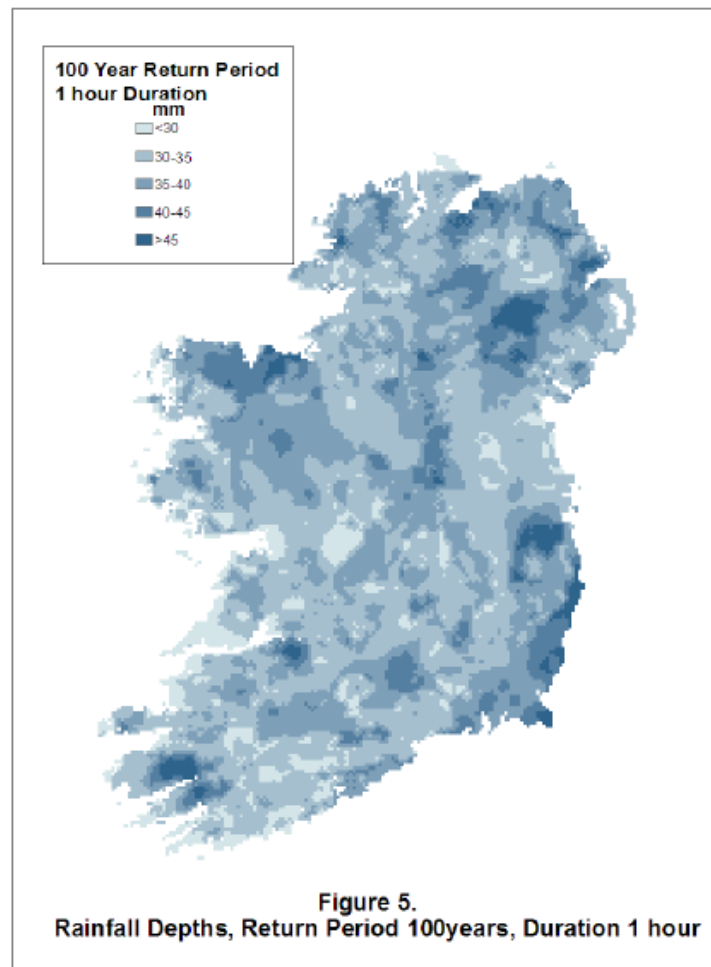 100 Year Return Period
1 hour Duration
mm
<30
30-35
35-40
40-45
>45
Figure 5.
Rainfall Depths, Return Period 100years, Duration 1 hour